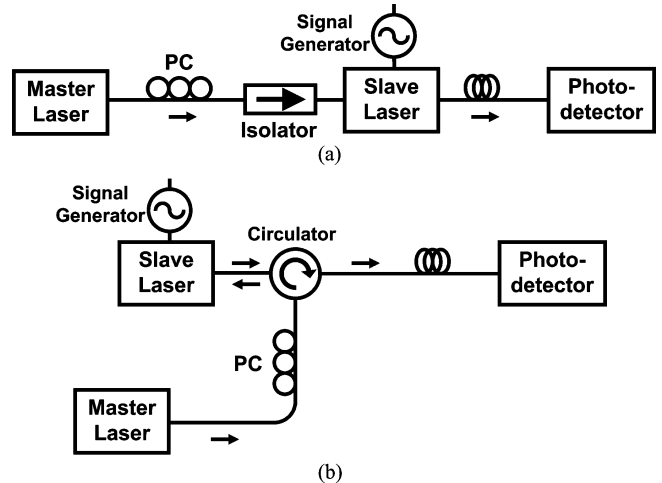 Signal
Generator
PC
Master
Laser
Isolator
Slave
Laser
Photo-
detector
(a)
Signal
Generator
Circulator
Slave
Laser
Photo-
detector
PC
Master
Laser
(b)